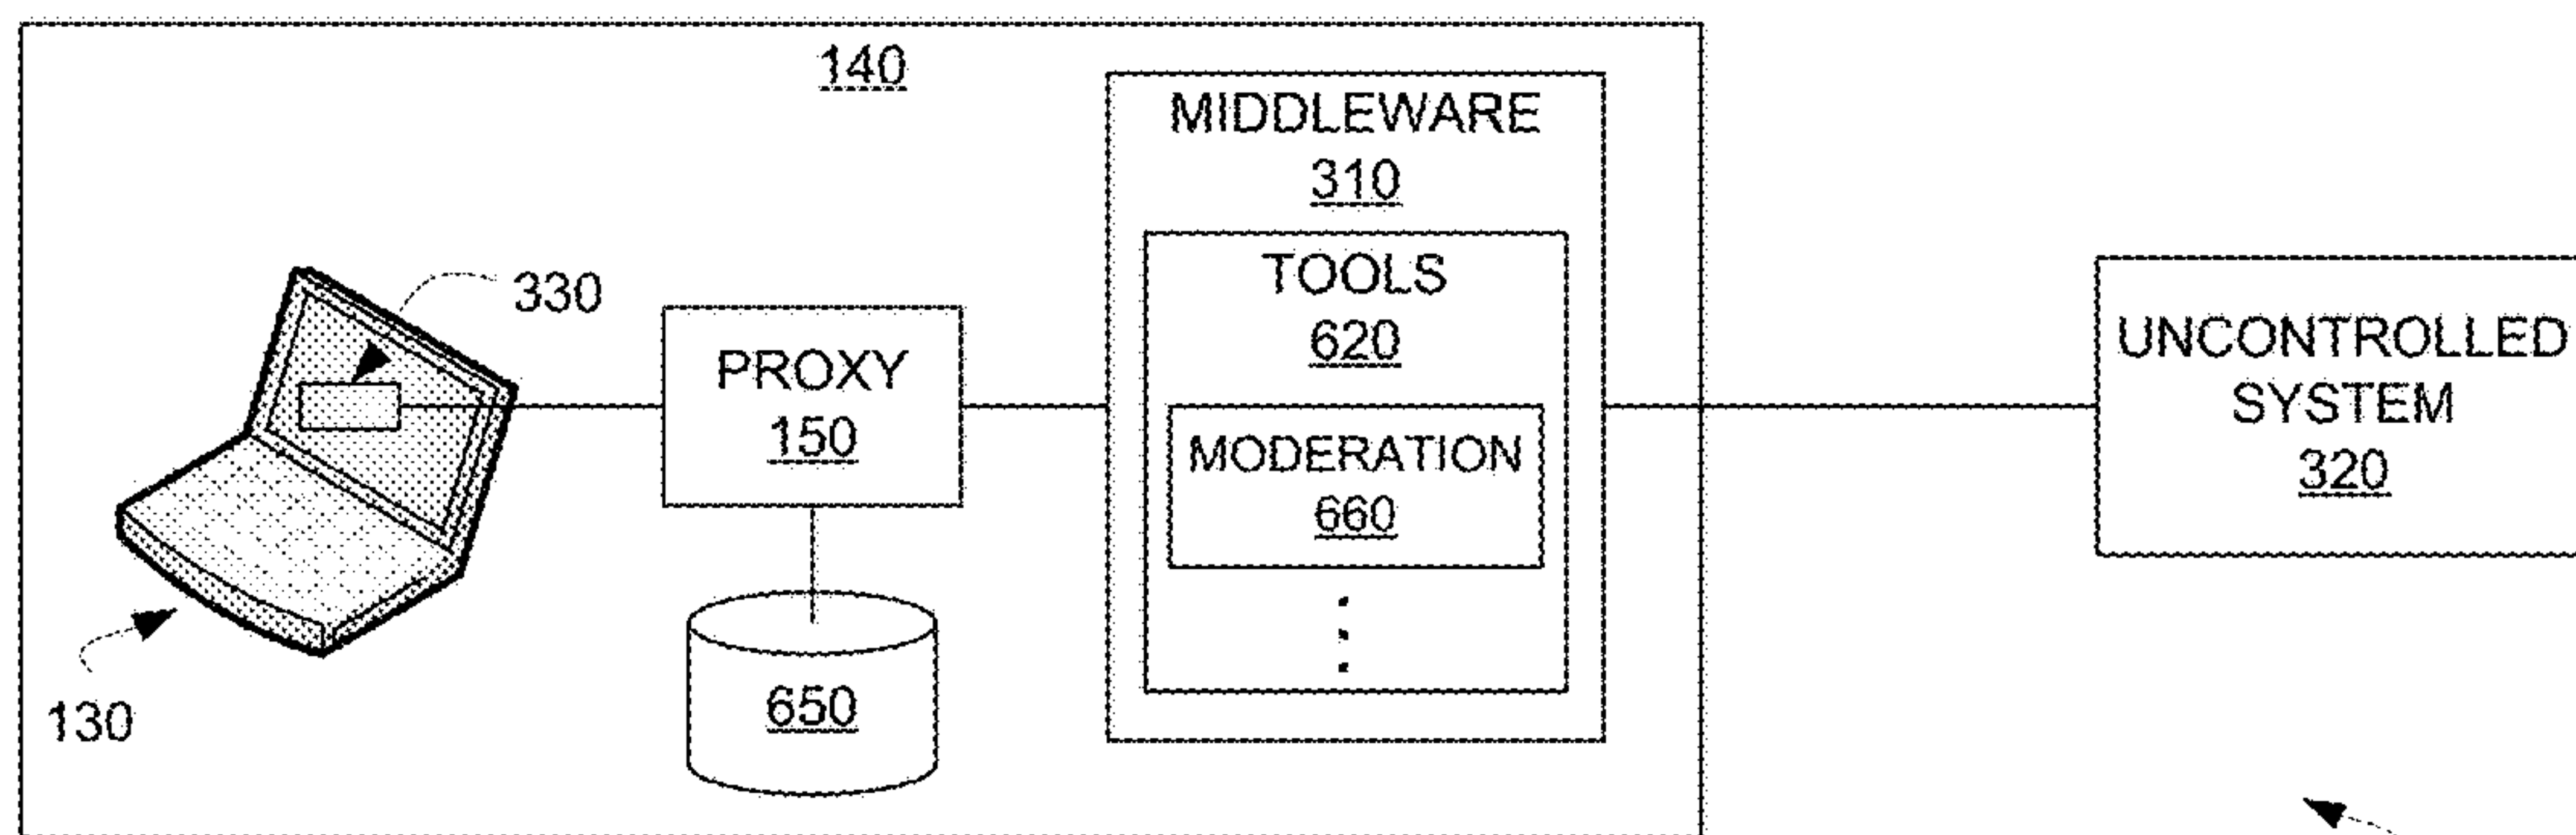 140
MIDDLEWARE
310
TOOLS
620
MODERATION
660
330
PROXY
150
650
130
UNCONTROLLED
SYSTEM
320